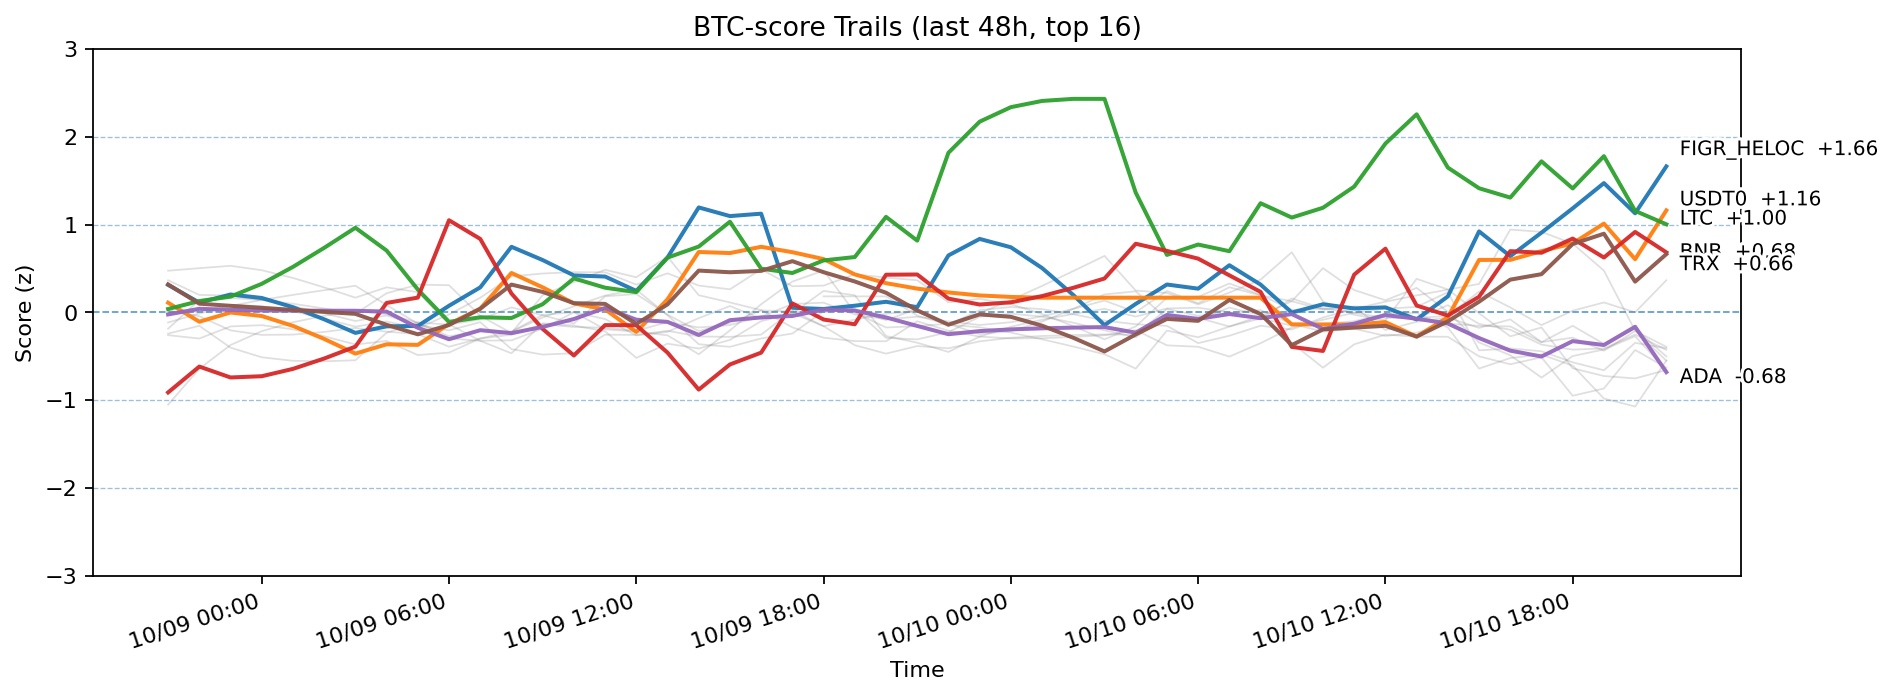 BTC-score Trails (last 48h, top 16)
Score (z)
3
2
1
0
−1
−2
−3
FIGR_HELOC +1.66
USDT0 +1.16
LTC +1.00
BNB +0.68
TRX +0.66
ADA -0.68
10/09 00:00
10/09 06:00
10/09 12:00
10/09 18:00
10/10 00:00
10/10 06:00
10/10 12:00
10/10 18:00
Time